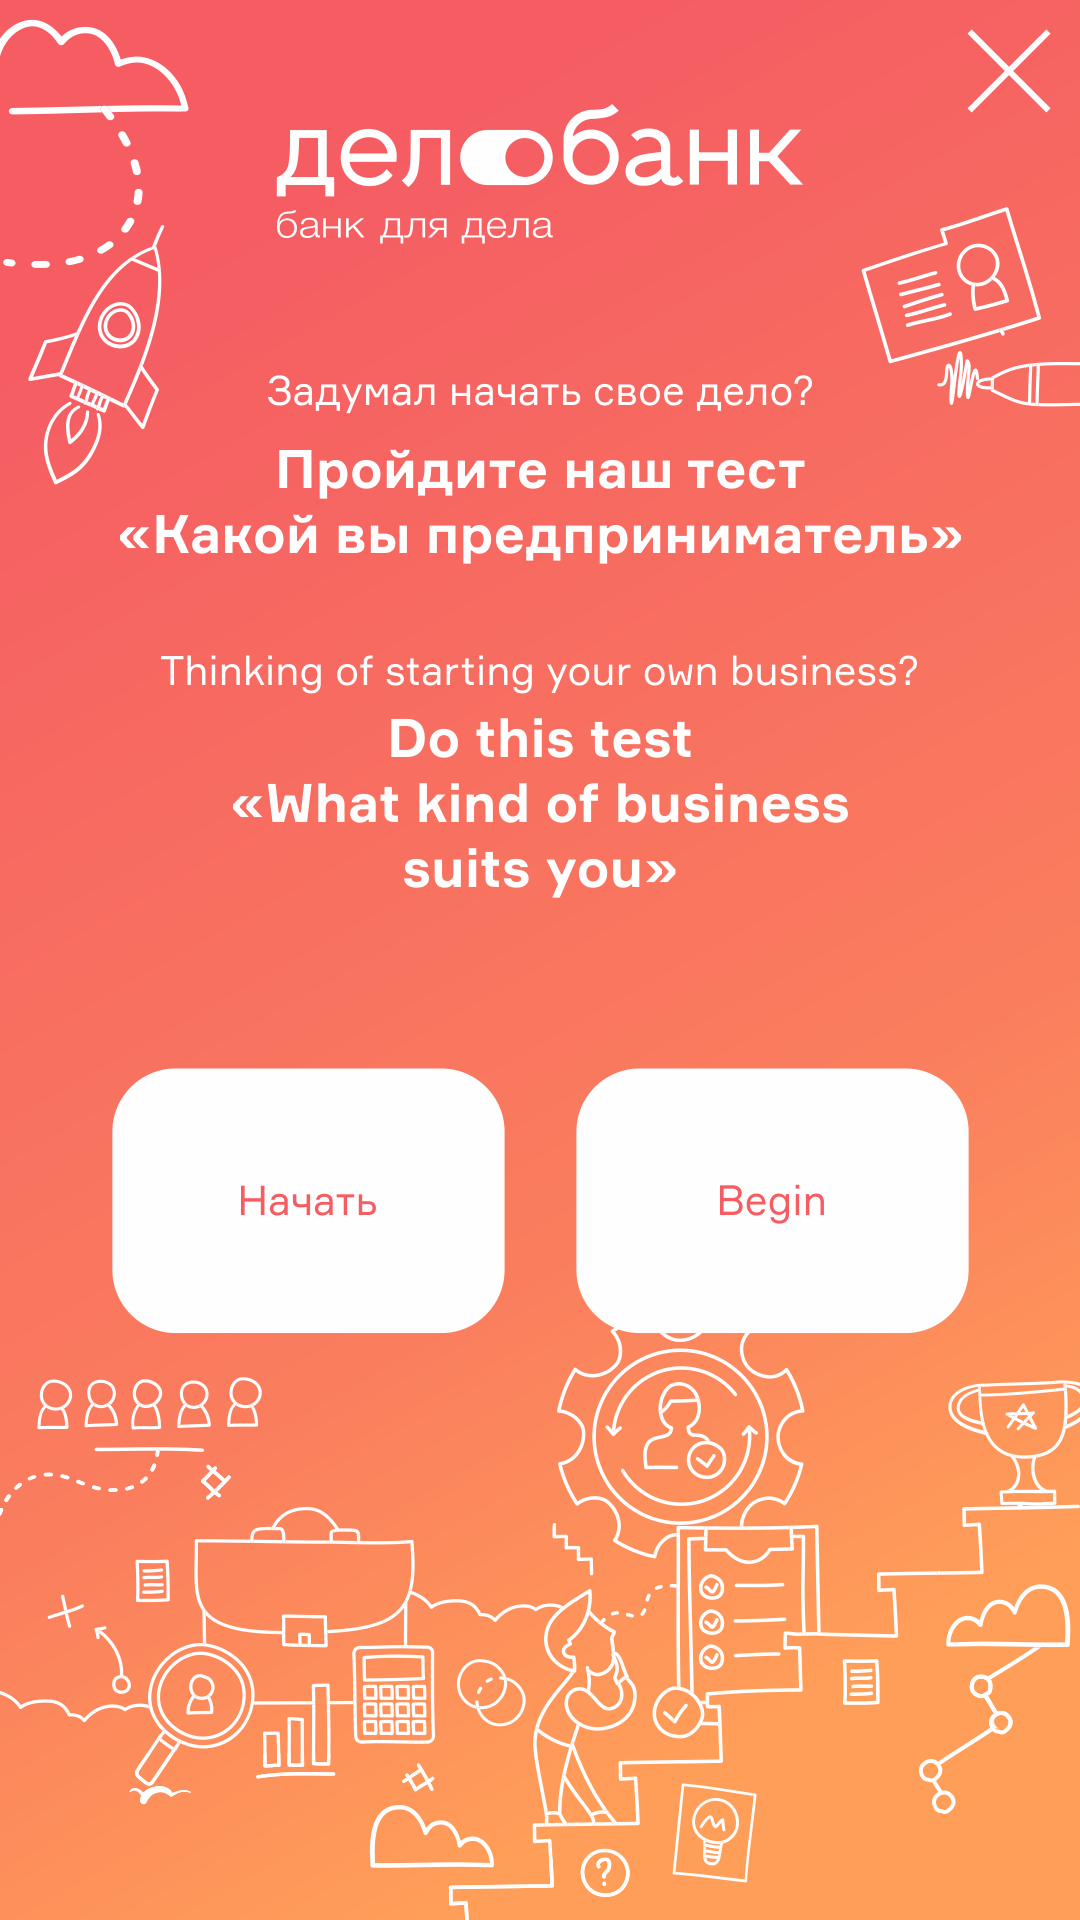 делобанк
банк для дела
Задумал начать свое дело?
Пройдите наш тест
«Какой вы предприниматель»
Thinking of starting your own business?
Do this test
«What kind of business
suits you»
Начать
Begin
?